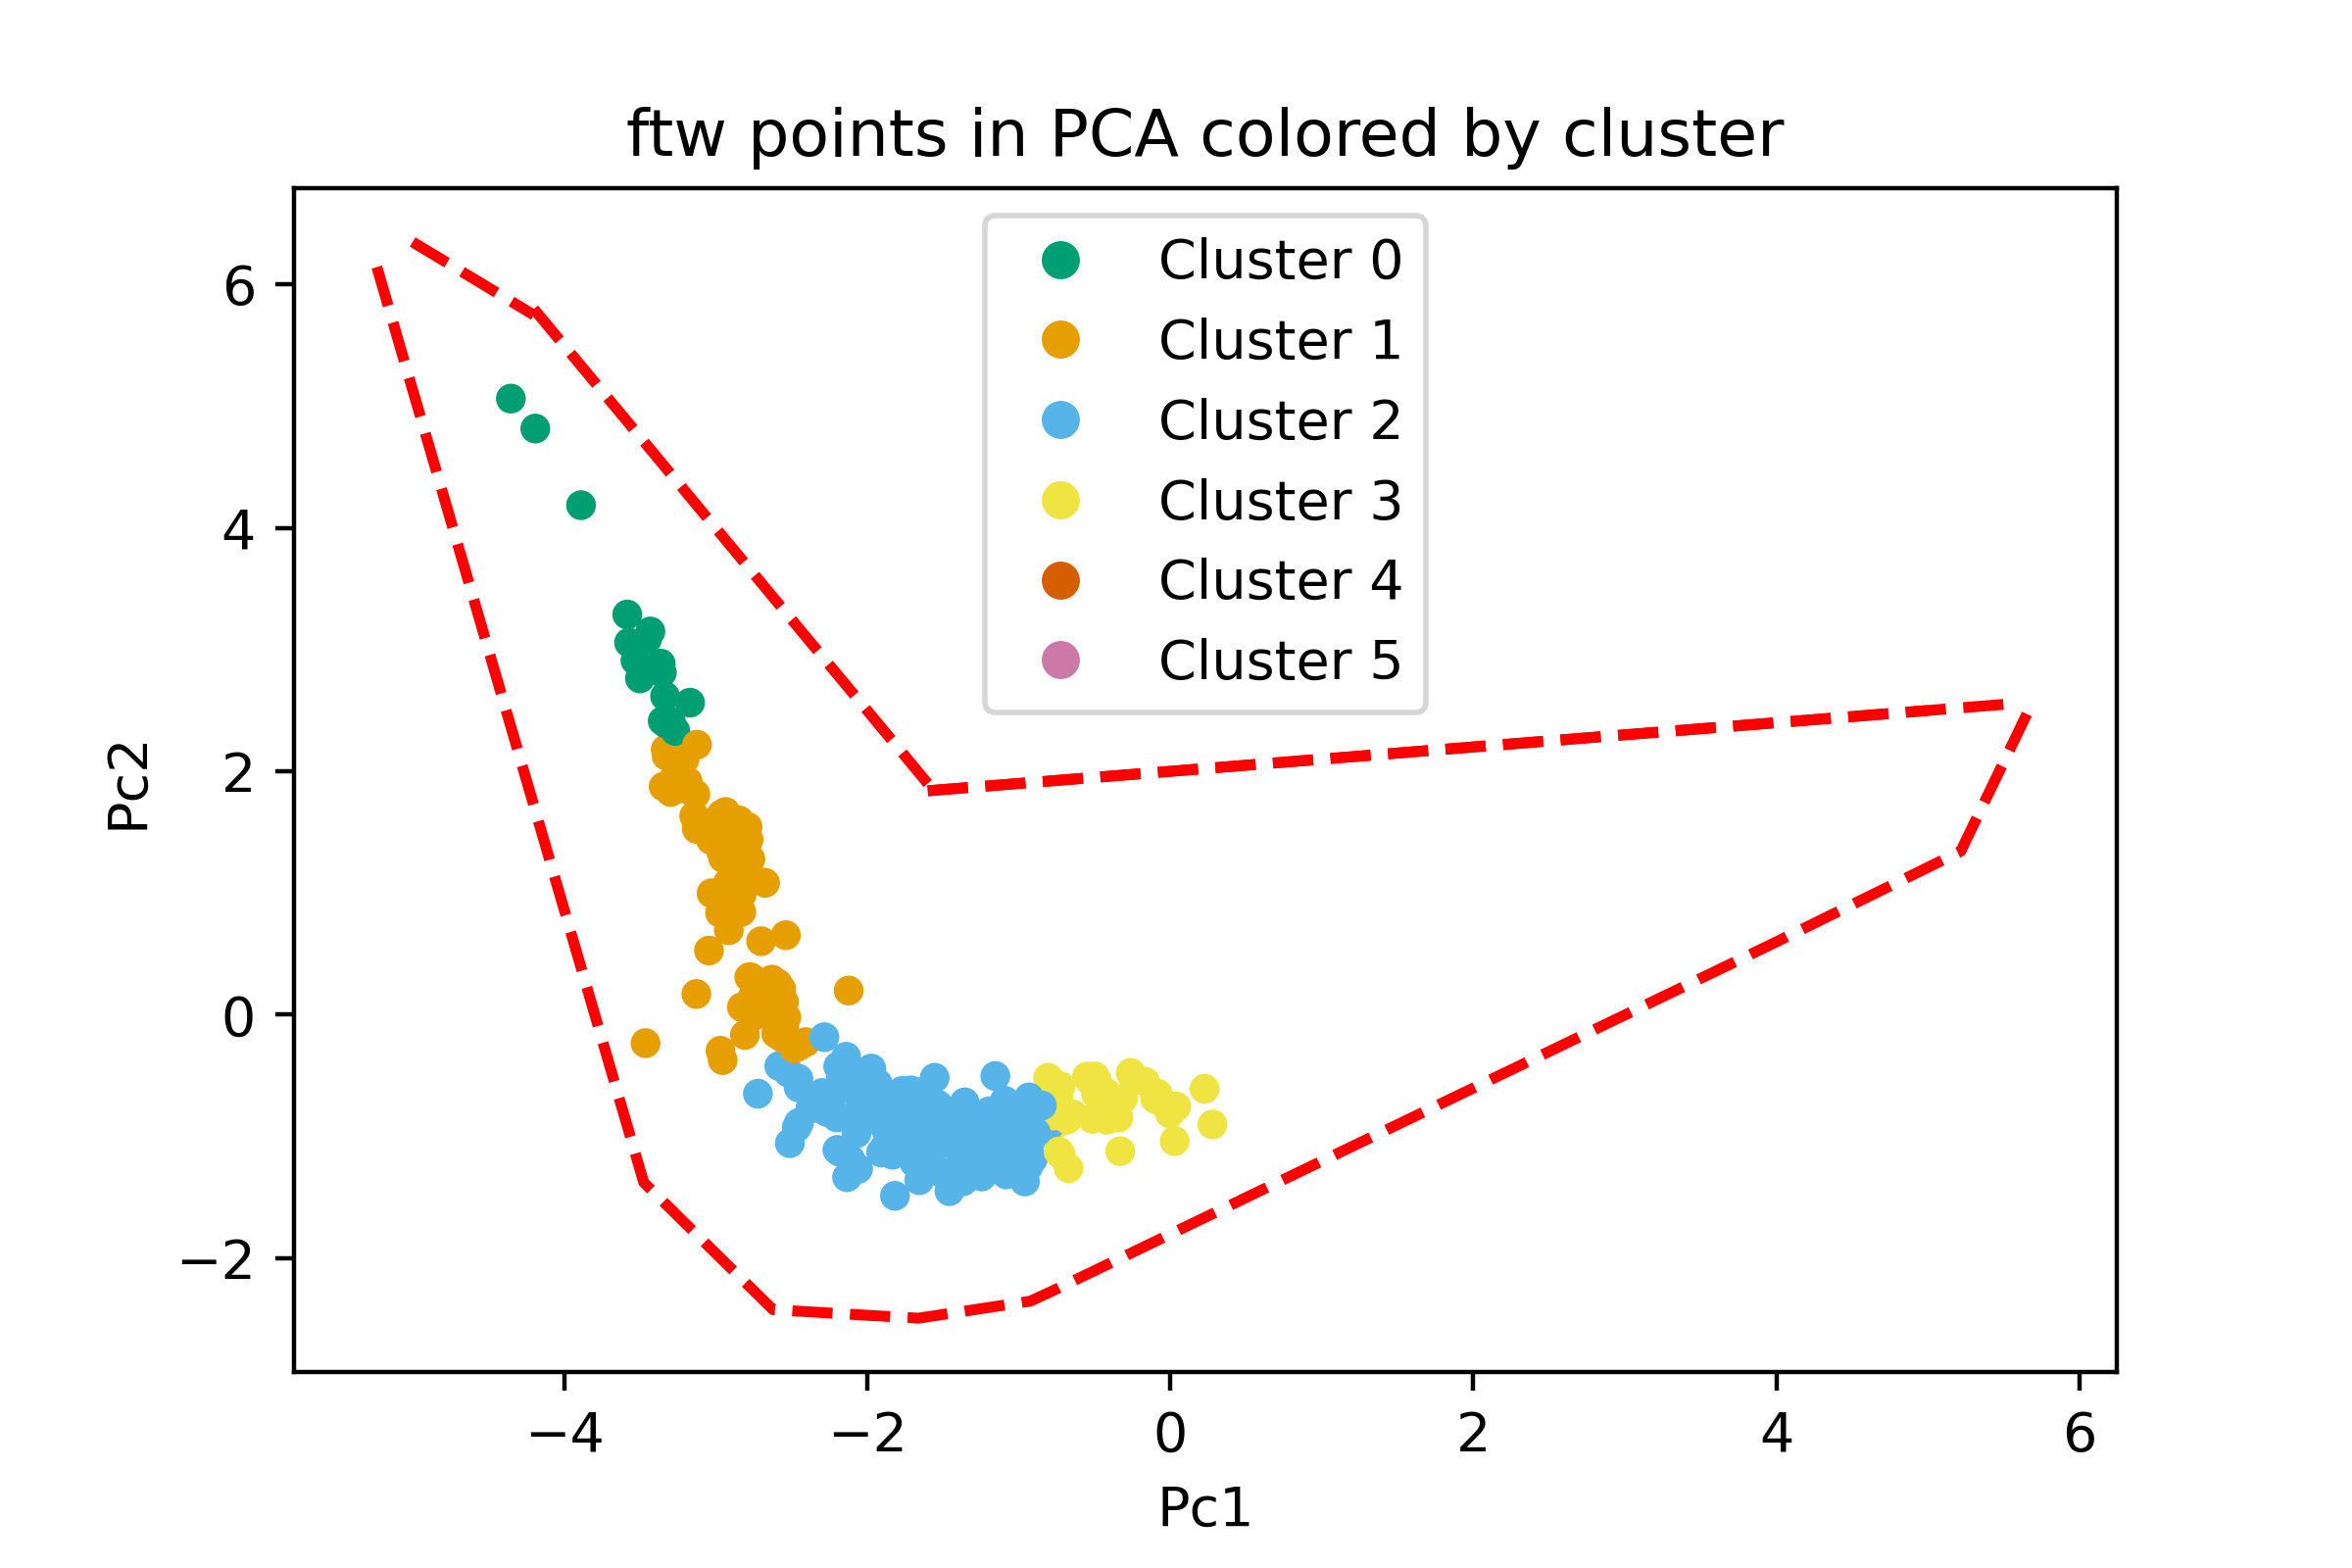 ftw points in PCA colored by cluster
Cluster 0
Cluster 1
Cluster 2
Cluster 3
Cluster 4
Cluster 5
6
4
2
0
−2
Pc2
−4 −2 0 2 4 6
Pc1